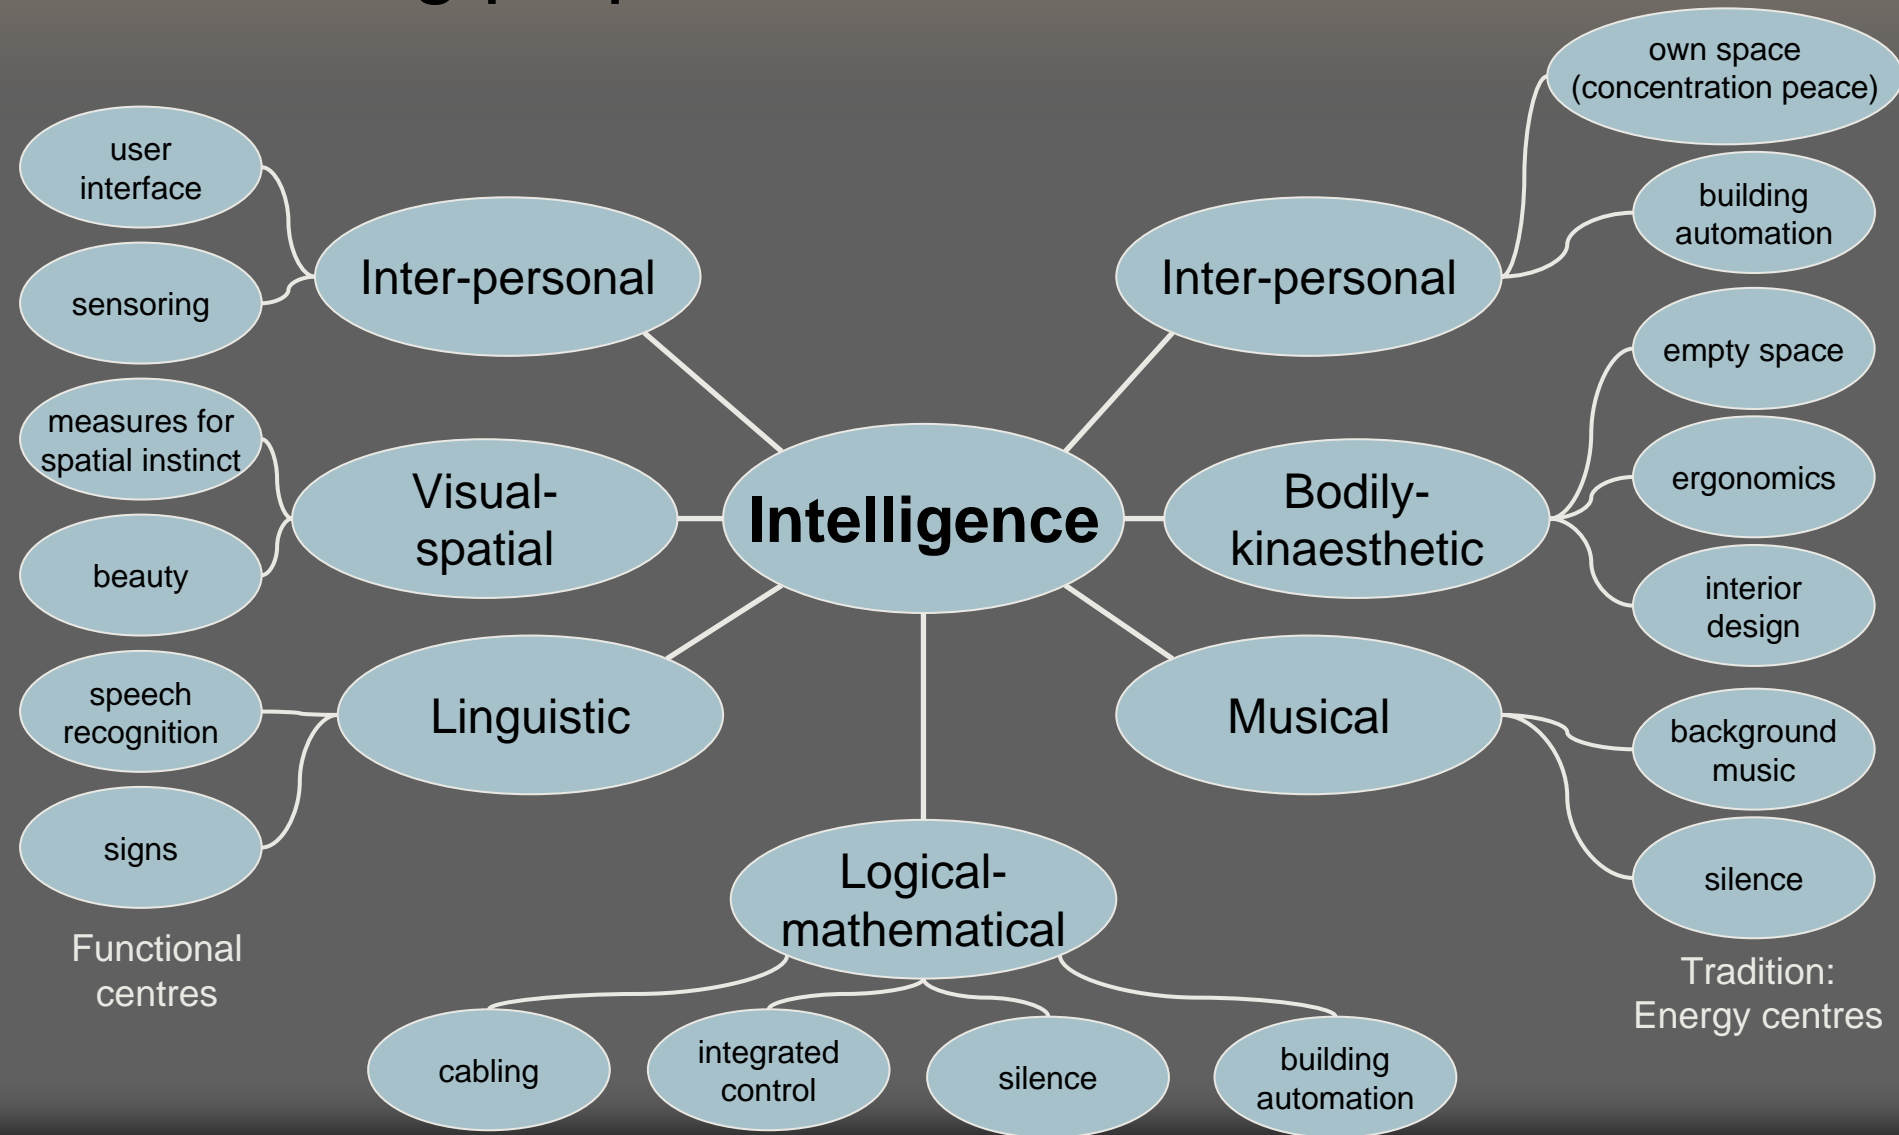 own space
(concentration peace)
user
interface
building
automation
Inter-personal
Inter-personal
sensoring
empty space
measures for
spatial instinct
Visual-
spatial
Intelligence
Bodily-
kinaesthetic
ergonomics
beauty
interior
design
speech
recognition
Linguistic
Musical
background
music
signs
silence
Logical-
mathematical
Functional
centres
Tradition:
Energy centres
cabling
integrated
control
silence
building
automation